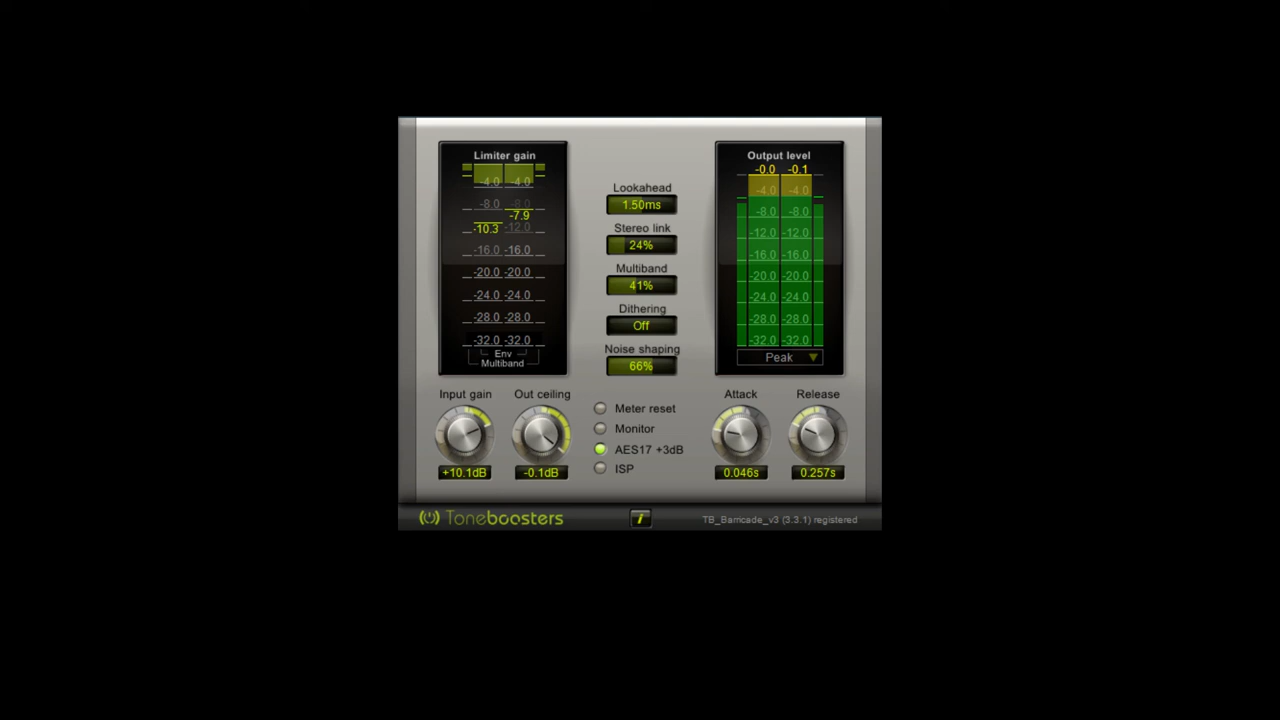 Limiter gain
-4.0 -4.0
-8.0 -8.0
-7.9
-10.3 -12.0
-16.0 -16.0
-20.0 -20.0
-24.0 -24.0
-28.0 -28.0
-32.0 -32.0
Env
Multiband
Lookahead
1.50ms
Stereo link
24%
Multiband
41%
Dithering
Off
Noise shaping
66%
Output level
-0.0 -0.1
-4.0 -4.0
-8.0 -8.0
-12.0 -12.0
-16.0 -16.0
-20.0 -20.0
-24.0 -24.0
-28.0 -28.0
-32.0 -32.0
Peak
Input gain
+10.1dB
Out ceiling
-0.1dB
Meter reset
Monitor
AES17 +3dB
ISP
Attack
0.046s
Release
0.257s
Toneboosters
i
TB_Barricade_v3 (3.3.1) registered